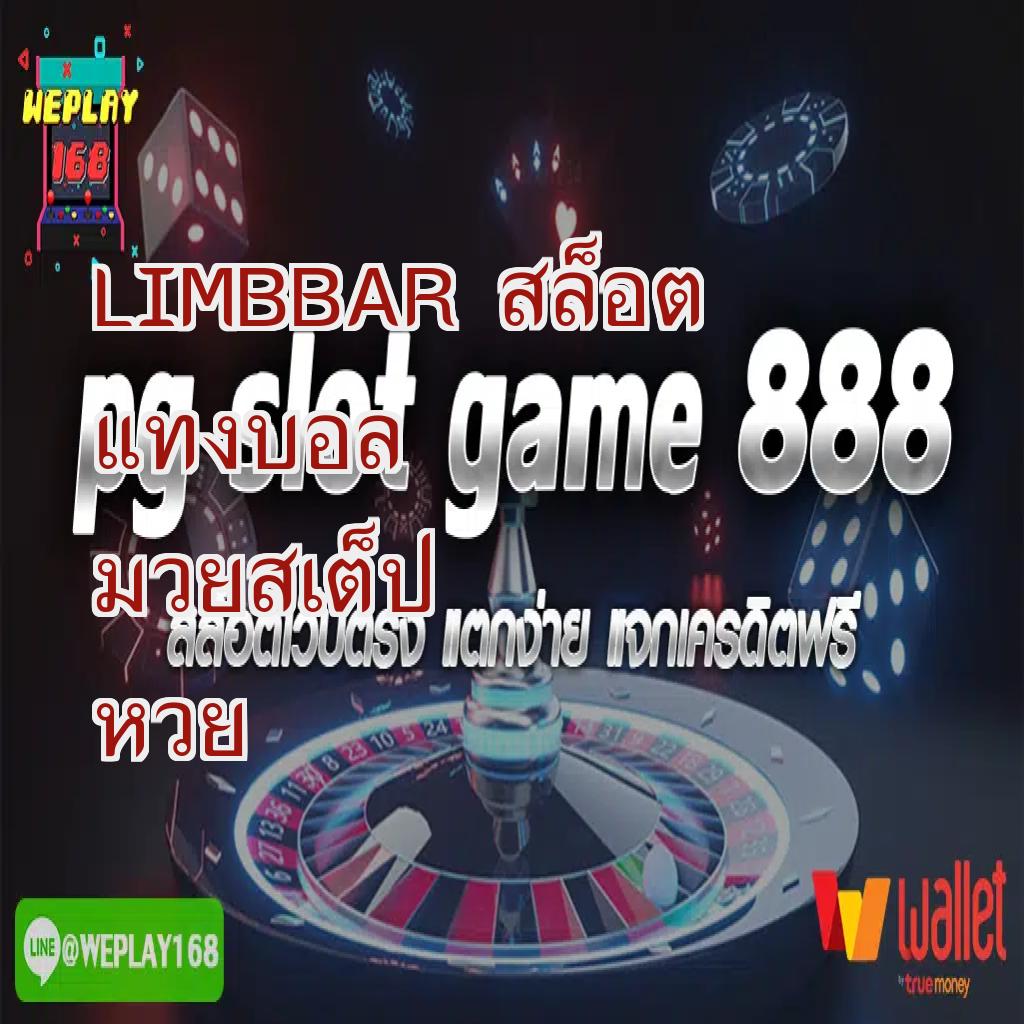 WEPLAY
168
LIMBBAR สล็อต
pg slot game 888
แทงบอล
มวยสเต็ป
สล็อตเว็บตรง แตกง่าย แจกเครดิตฟรี
หวย
LINE @WEPLAY168
wallet
by truemoney